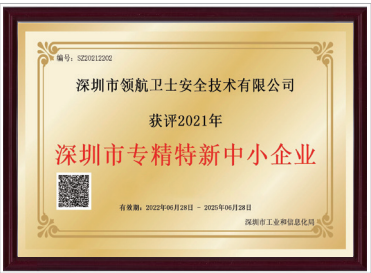 编号：SZ20212202
深圳市领航卫士安全技术有限公司
获评2021年
深圳市专精特新中小企业
有效期：2022年06月28日 - 2025年06月28日
深圳市工业和信息化局